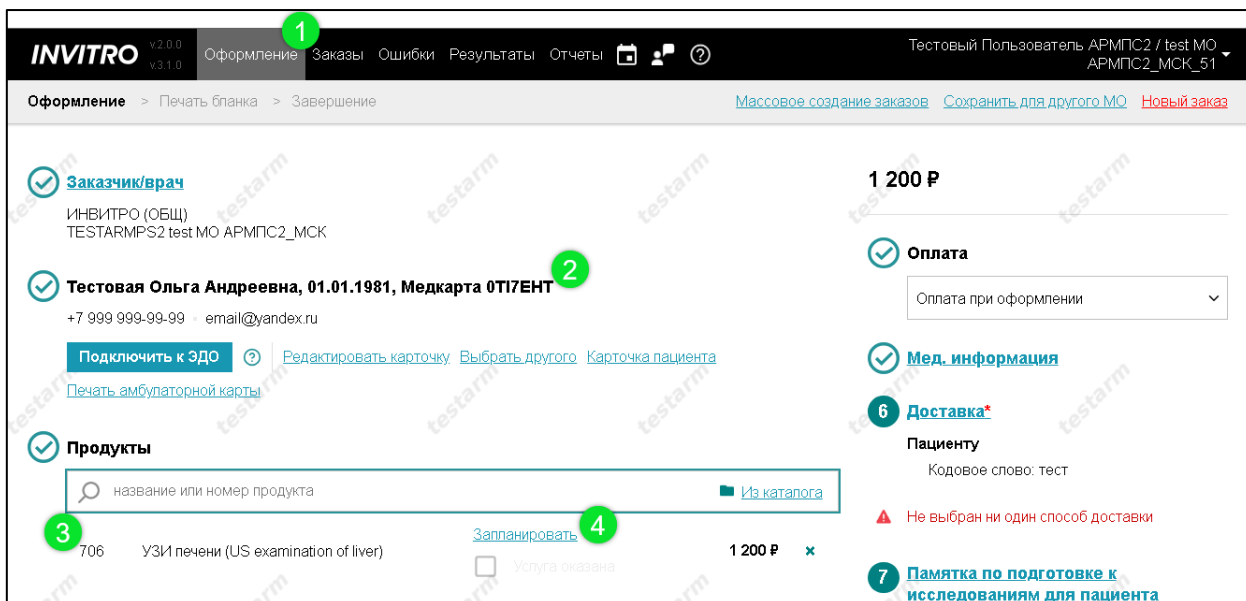 1
INVITRO v.2.0.0 v.3.1.0 Оформление Заказы Ошибки Результаты Отчеты
Тестовый Пользователь АРМПС2 / test МО
АРМПС2_МСК_51
Оформление > Печать бланка > Завершение
Массовое создание заказов Сохранить для другого МО Новый заказ
Заказчик/врач
ИНВИТРО (ОБЩ)
TESTARMPS2 test МО АРМПС2_МСК
2
Тестовая Ольга Андреевна, 01.01.1981, Медкарта 0TI7EHT
+7 999 999-99-99 email@yandex.ru
Подключить к ЭДО ? Редактировать карточку Выбрать другого Карточка пациента
Печать амбулаторной карты
Продукты
название или номер продукта Из каталога
3
4
706 УЗИ печени (US examination of liver) Запланировать 1 200 ₽ ×
Услуга оказана
1 200 ₽
Оплата
Оплата при оформлении
Мед. информация
6 Доставка*
Пациенту
Кодовое слово: тест
Не выбран ни один способ доставки
7 Памятка по подготовке к
исследованиям для пациента
testarm